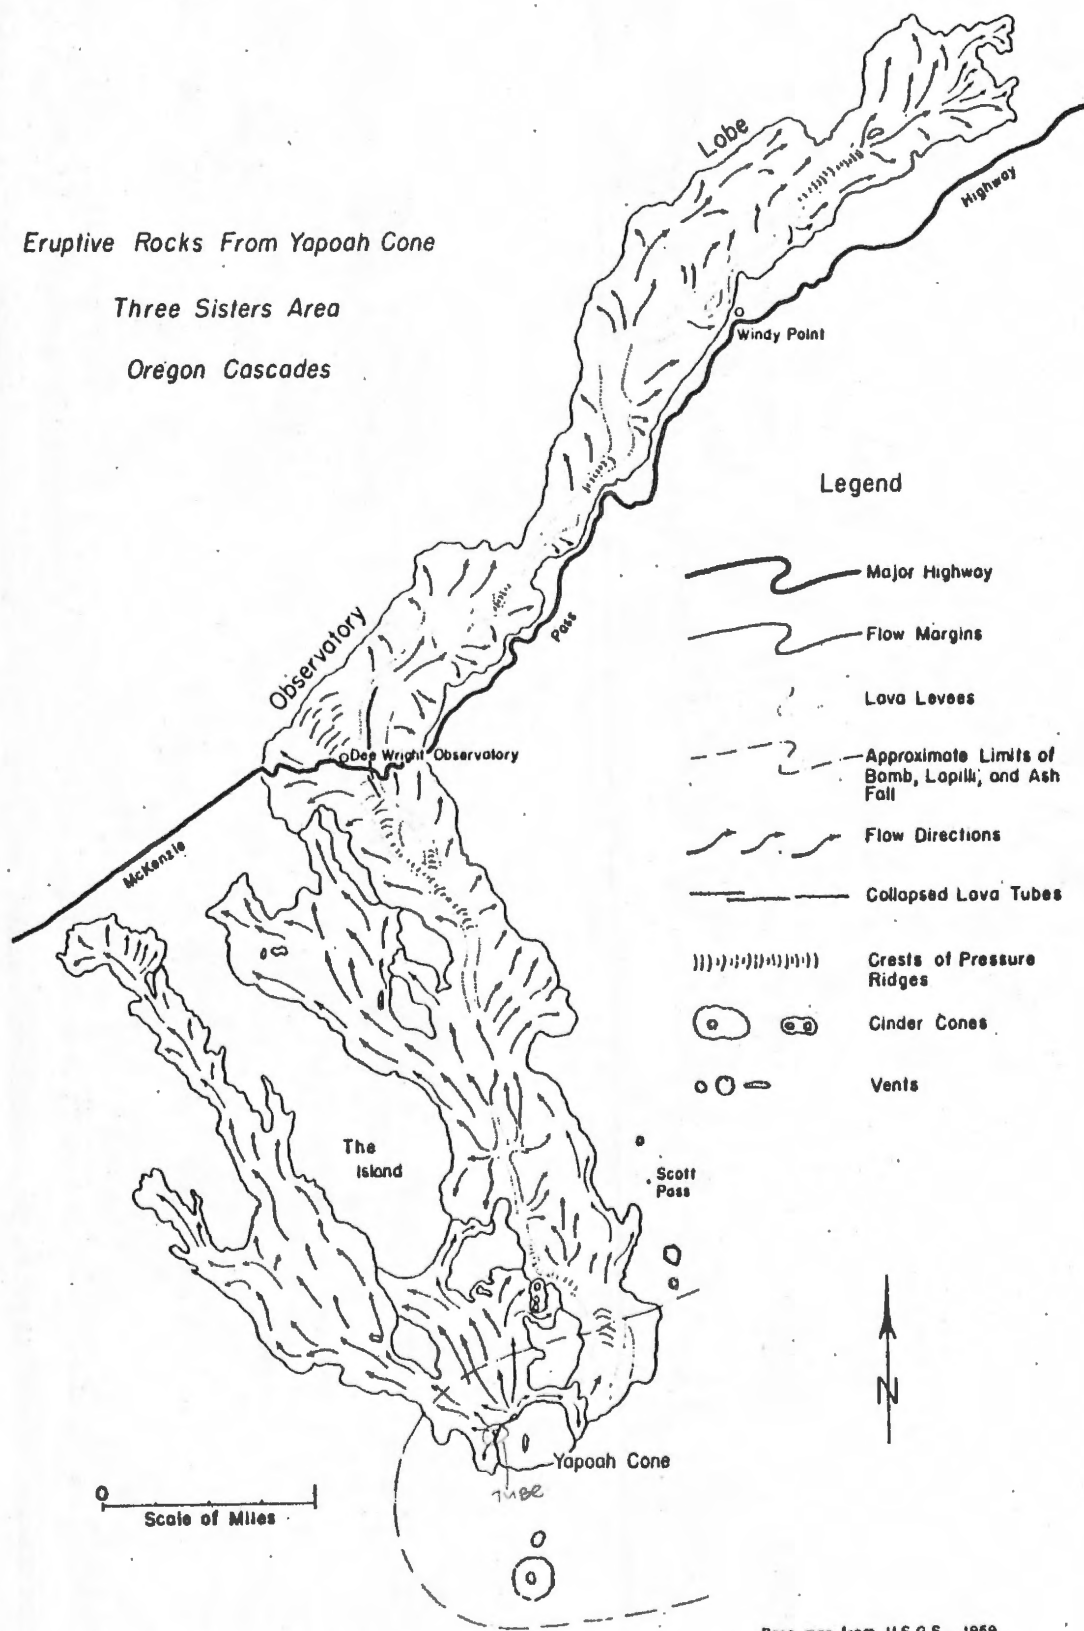 Eruptive Rocks From Yapoah Cone
Three Sisters Area
Oregon Cascades
Observatory
Lobe
Highway
Windy Point
Pass
Dee Wright Observatory
McKenzie
The
Island
Scott
Pass
Yapoah Cone
TUBE
0
1
Scale of Miles
N
Legend
Major Highway
Flow Margins
Lava Levees
Approximate Limits of
Bomb, Lapilli, and Ash
Fall
Flow Directions
Collapsed Lava Tubes
Crests of Pressure
Ridges
Cinder Cones
Vents
from U.S.G.S. 1959